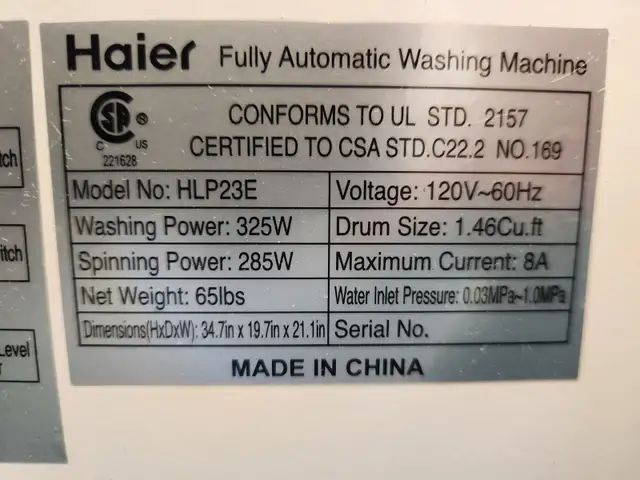 Haier Fully Automatic Washing Machine
CSA ®
C US
221628
CONFORMS TO UL STD. 2157
CERTIFIED TO CSA STD.C22.2 NO.169
Model No: HLP23E
Voltage: 120V~60Hz
Washing Power: 325W
Drum Size: 1.46Cu.ft
Spinning Power: 285W
Maximum Current: 8A
Net Weight: 65lbs
Water Inlet Pressure: 0.03MPa~1.0MPa
Dimensions(HxDxW): 34.7in x 19.7in x 21.1in
Serial No.
MADE IN CHINA
tch
itch
Level
r